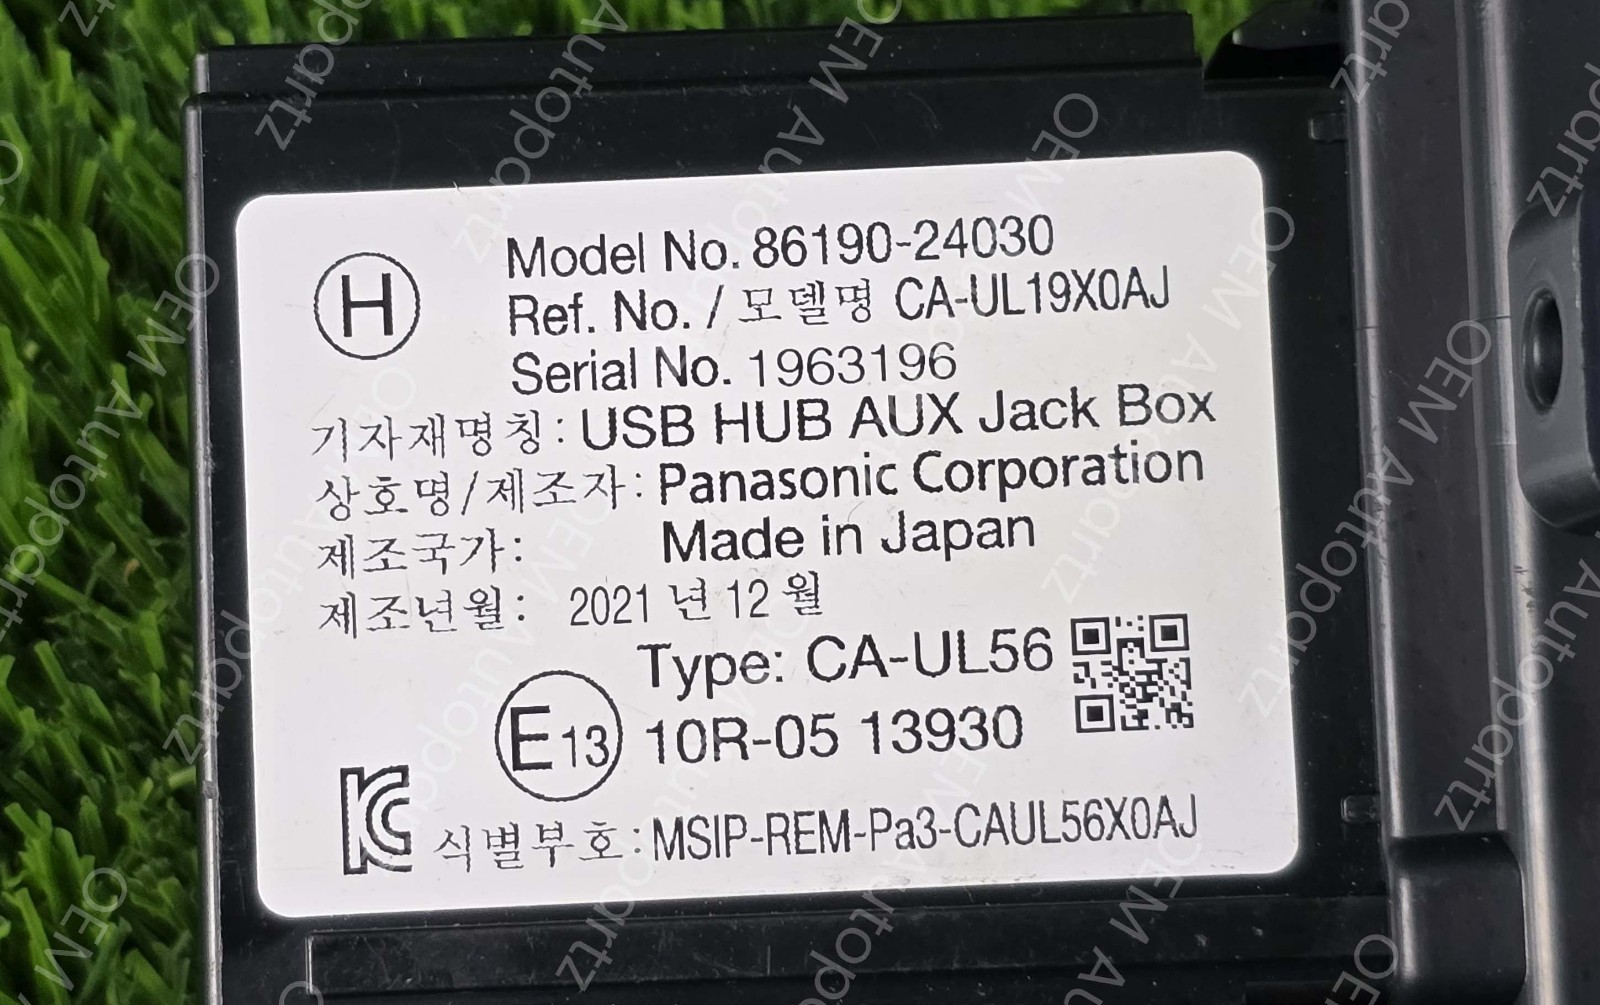 H
Model No. 86190-24030
Ref. No. / 모델명 CA-UL19X0AJ
Serial No. 1963196
기자재명칭: USB HUB AUX Jack Box
상호명/제조자: Panasonic Corporation
제조국가: Made in Japan
제조년월: 2021 년 12 월
Type: CA-UL56
E13 10R-05 13930
식별부호: MSIP-REM-Pa3-CAUL56X0AJ
OEM Autopartz